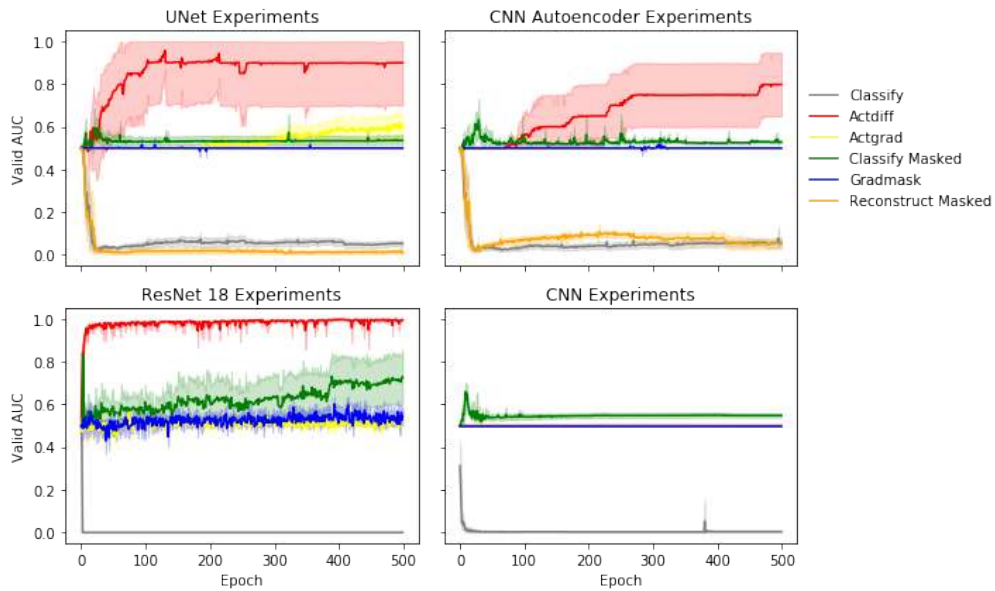 UNet Experiments
CNN Autoencoder Experiments
1.0
0.8
0.6
0.4
0.2
0.0
Valid AUC
Classify
Actdiff
Actgrad
Classify Masked
Gradmask
Reconstruct Masked
ResNet 18 Experiments
CNN Experiments
1.0
0.8
0.6
0.4
0.2
0.0
Valid AUC
0 100 200 300 400 500
Epoch
0 100 200 300 400 500
Epoch